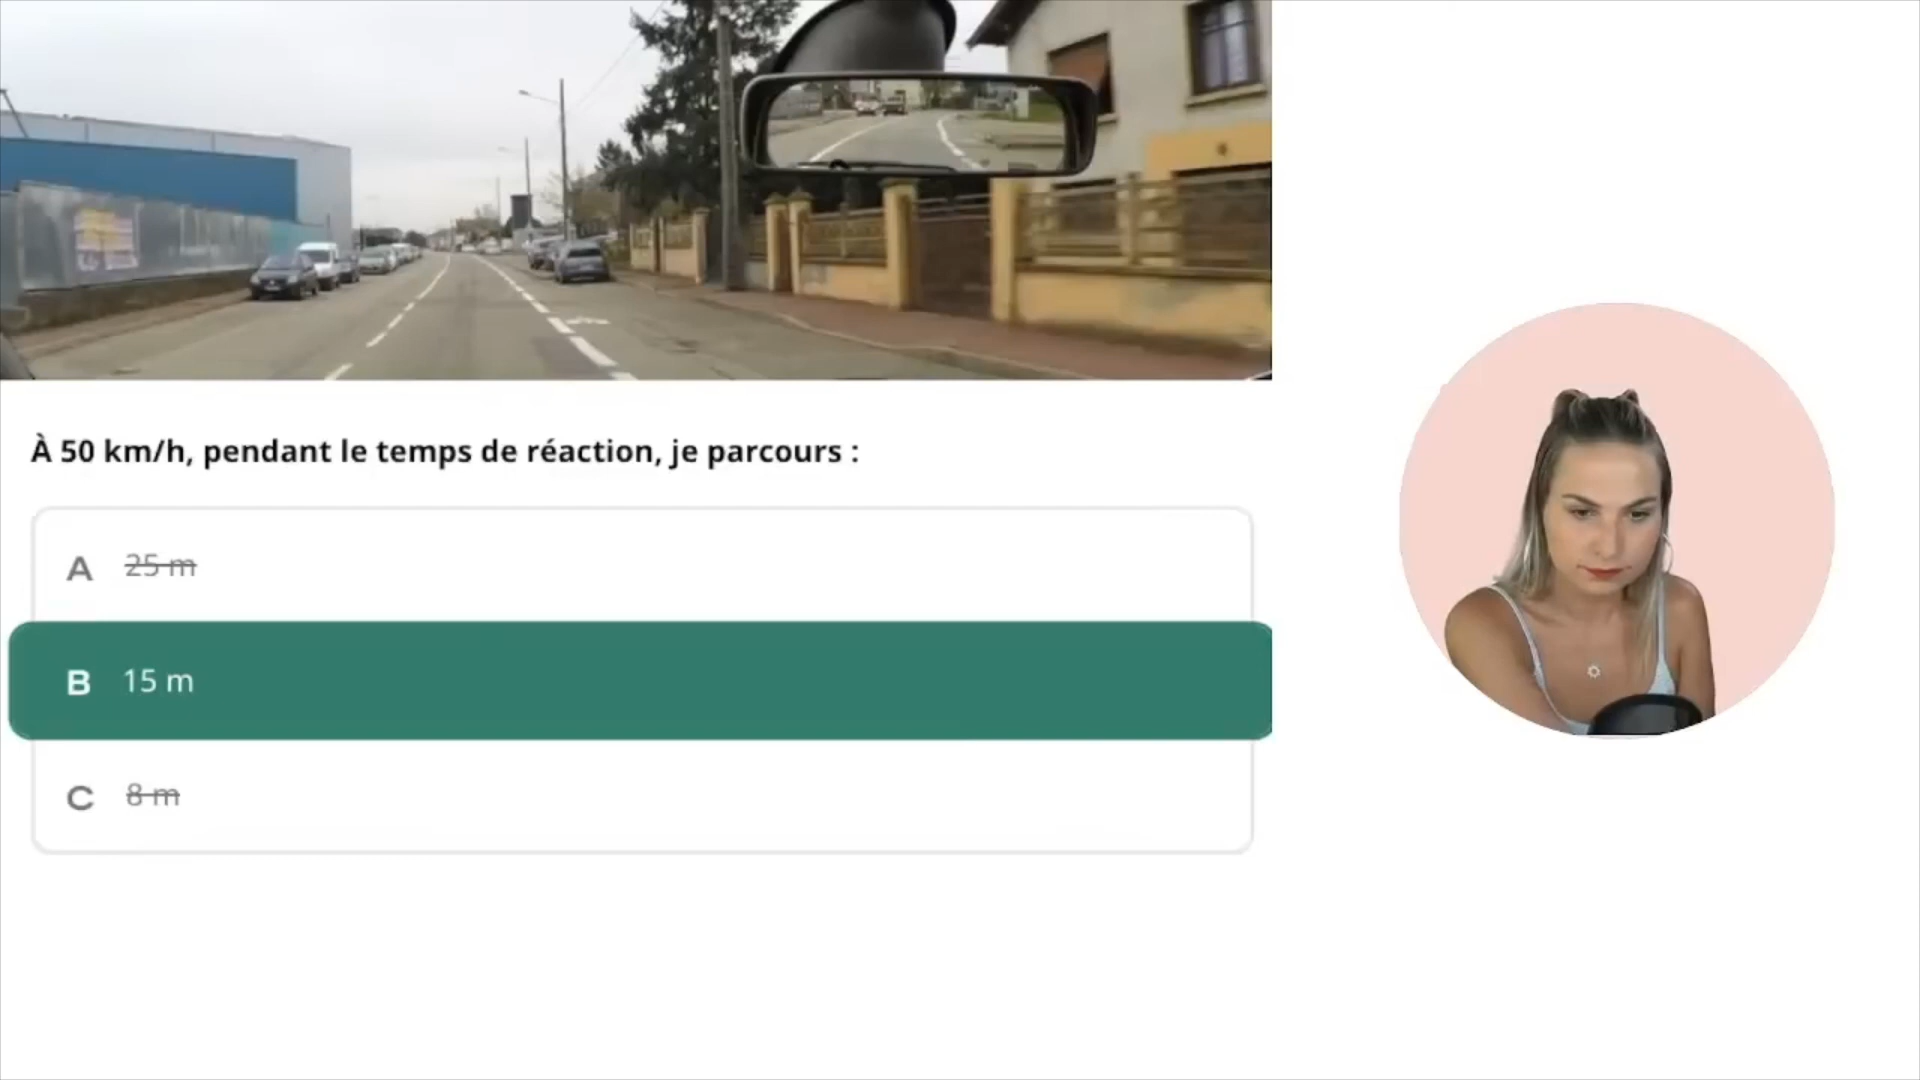 À 50 km/h, pendant le temps de réaction, je parcours :
A 25 m
B 15 m
C 8 m